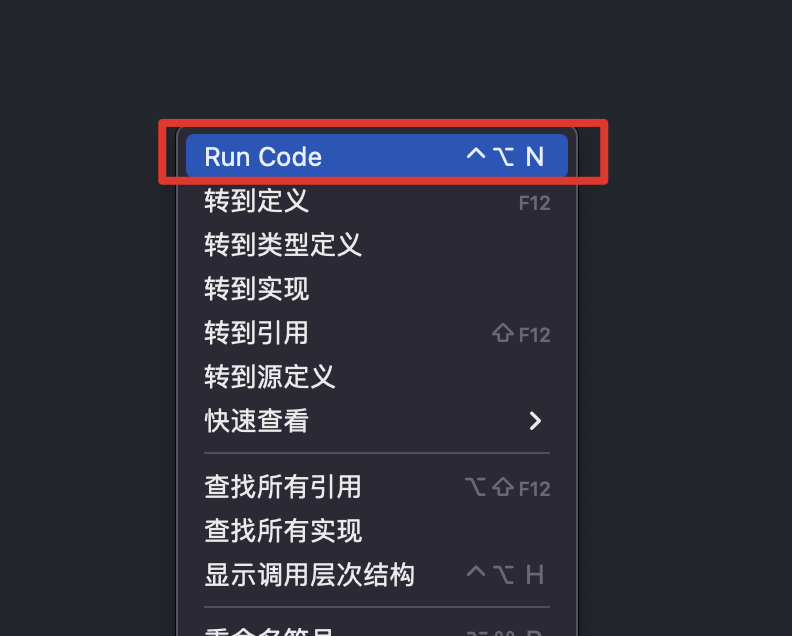 Run Code ^⌥ N
转到定义 F12
转到类型定义
转到实现
转到引用 ⇧F12
转到源定义
快速查看
查找所有引用 ⌥⇧F12
查找所有实现
显示调用层次结构 ^⌥ H